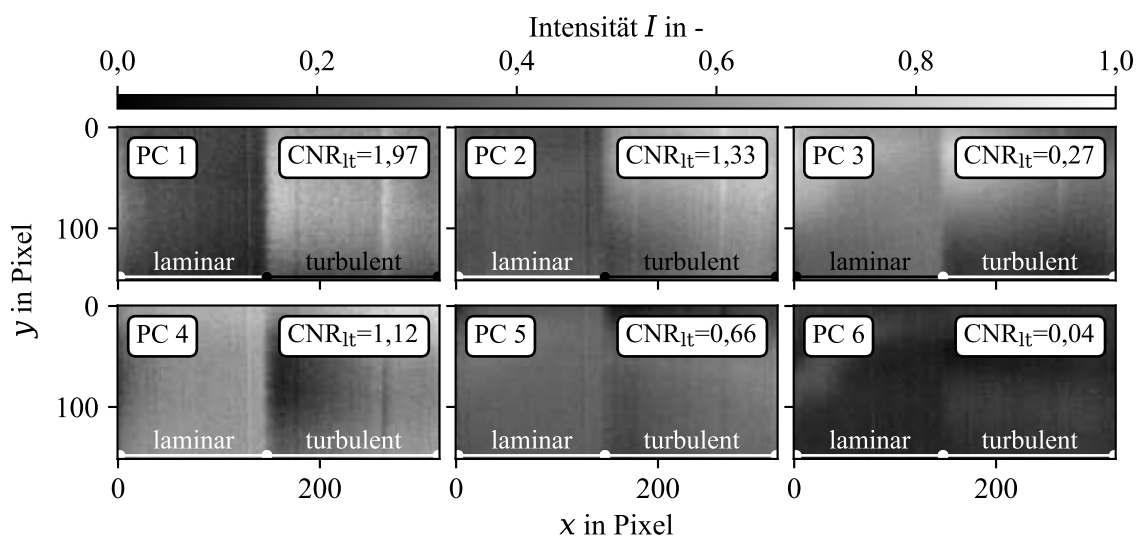 Intensität I in -
0,0 0,2 0,4 0,6 0,8 1,0
0 PC 1 CNRlt=1,97 PC 2 CNRlt=1,33 PC 3 CNRlt=0,27
100
laminar turbulent laminar turbulent laminar turbulent
y in Pixel
0 PC 4 CNRlt=1,12 PC 5 CNRlt=0,66 PC 6 CNRlt=0,04
100
laminar turbulent laminar turbulent laminar turbulent
0 200 0 200 0 200
x in Pixel